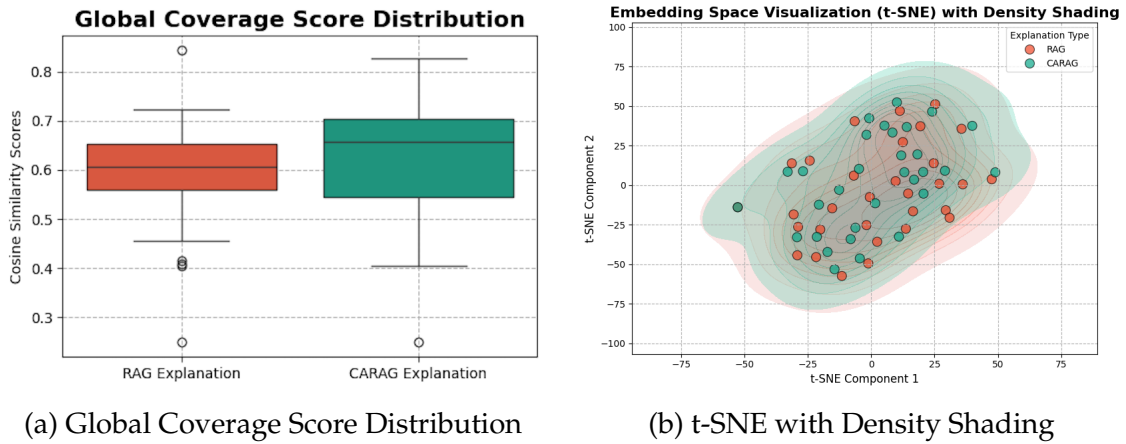 Global Coverage Score Distribution
Cosine Similarity Scores
0.8
0.7
0.6
0.5
0.4
0.3
RAG Explanation
CARAG Explanation
(a) Global Coverage Score Distribution
Embedding Space Visualization (t-SNE) with Density Shading
Explanation Type
RAG
CARAG
t-SNE Component 2
100
75
50
25
0
−25
−50
−75
−100
−75
−50
−25
0
25
50
75
t-SNE Component 1
(b) t-SNE with Density Shading